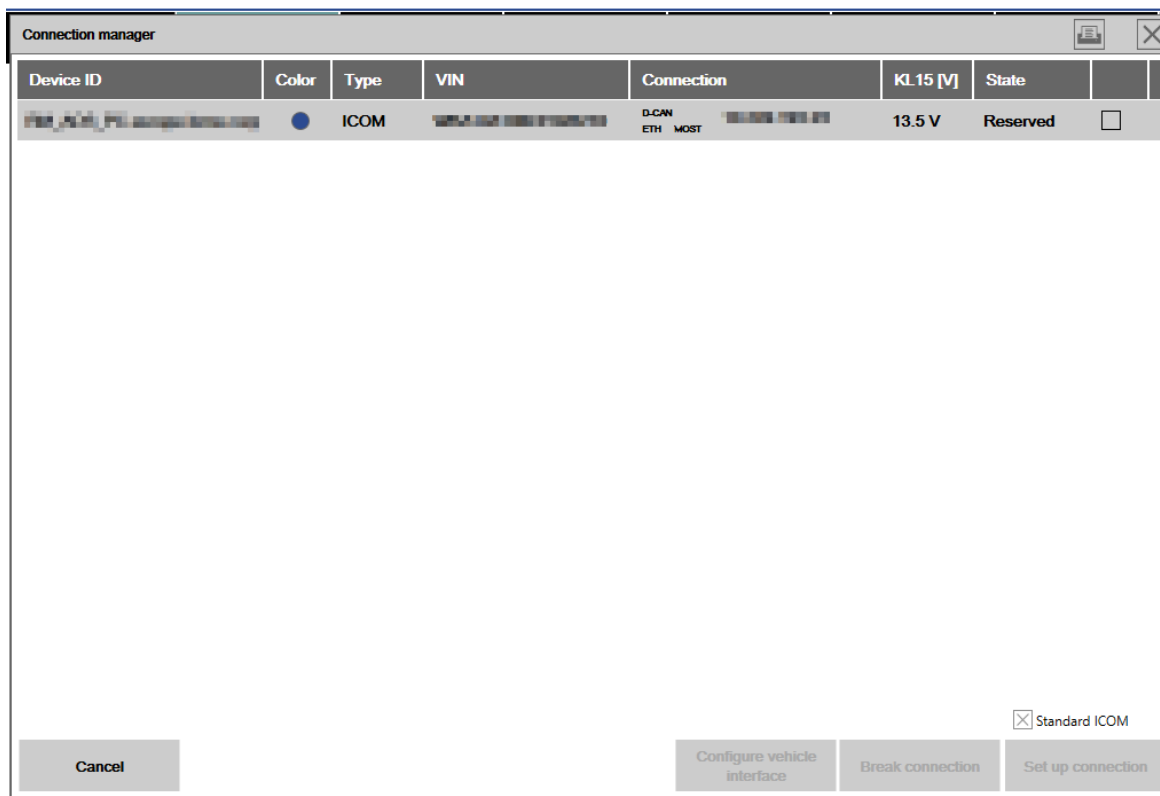 Connection manager
Device ID Color Type VIN Connection KL15 [V] State
ICOM D-CAN 13.5 V Reserved
ETH MOST
Standard ICOM
Cancel Configure vehicle interface Break connection Set up connection